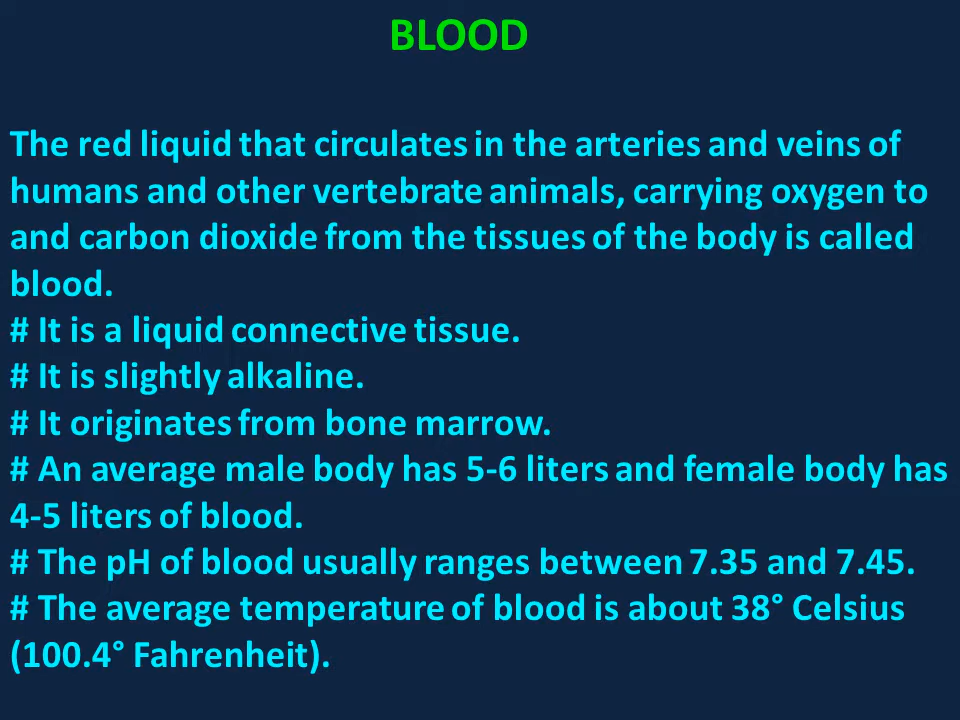 BLOOD
The red liquid that circulates in the arteries and veins of
humans and other vertebrate animals, carrying oxygen to
and carbon dioxide from the tissues of the body is called
blood.
# It is a liquid connective tissue.
# It is slightly alkaline.
# It originates from bone marrow.
# An average male body has 5-6 liters and female body has
4-5 liters of blood.
# The pH of blood usually ranges between 7.35 and 7.45.
# The average temperature of blood is about 38° Celsius
(100.4° Fahrenheit).